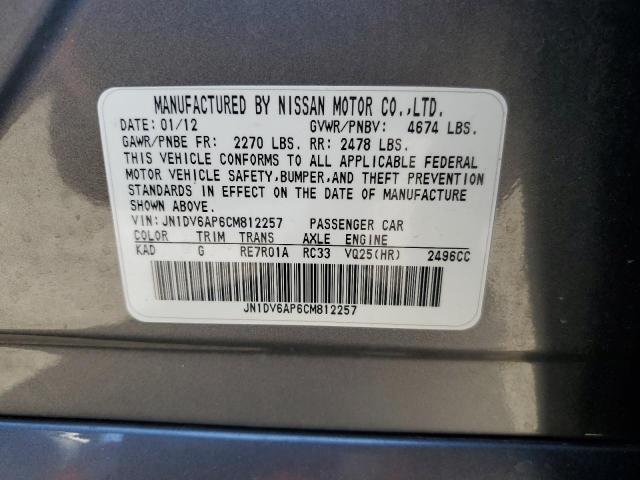 MANUFACTURED BY NISSAN MOTOR CO.,LTD.
DATE: 01/12 GVWR/PNBV: 4674 LBS.
GAWR/PNBE FR: 2270 LBS. RR: 2478 LBS.
THIS VEHICLE CONFORMS TO ALL APPLICABLE FEDERAL
MOTOR VEHICLE SAFETY,BUMPER,AND THEFT PREVENTION
STANDARDS IN EFFECT ON THE DATE OF MANUFACTURE
SHOWN ABOVE.
VIN: JN1DV6AP6CM812257 PASSENGER CAR
COLOR TRIM TRANS AXLE ENGINE
KAD G RE7R01A RC33 VQ25(HR) 2496CC
JN1DV6AP6CM812257